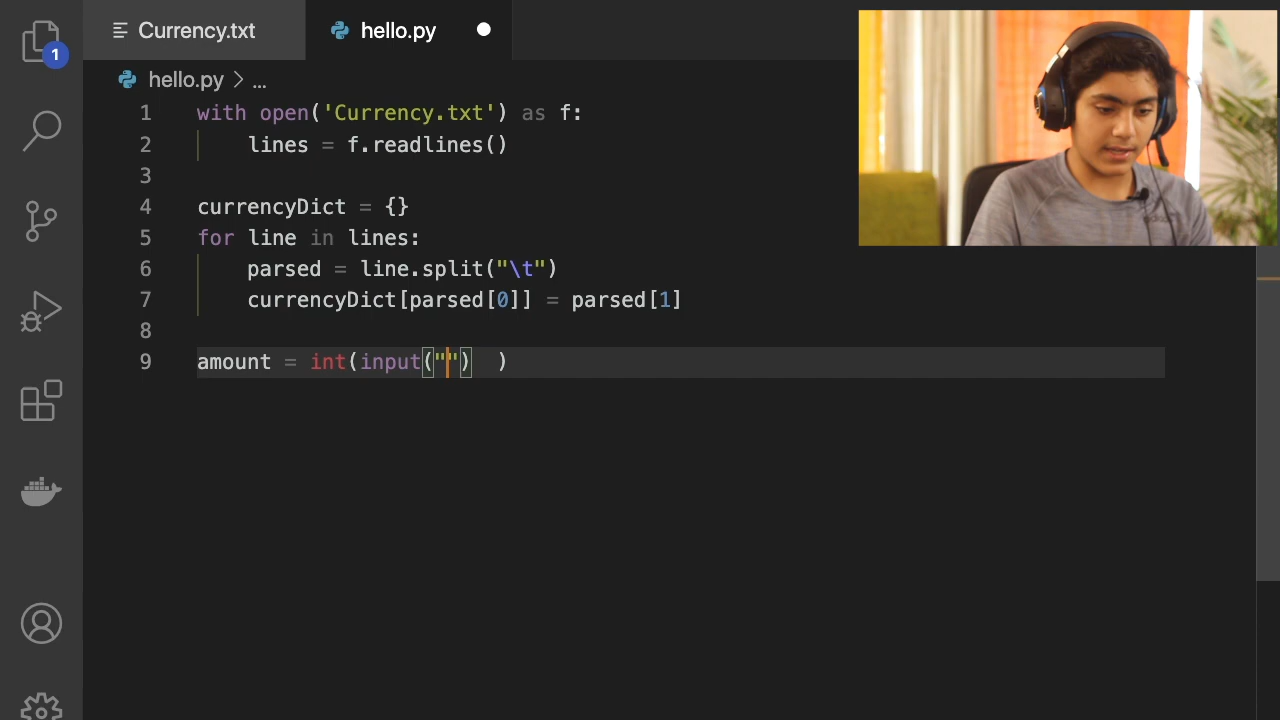 1
Currency.txt
hello.py
hello.py > ...
1 with open('Currency.txt') as f:
2 lines = f.readlines()
3
4 currencyDict = {}
5 for line in lines:
6 parsed = line.split("\t")
7 currencyDict[parsed[0]] = parsed[1]
8
9 amount = int(input("")  )